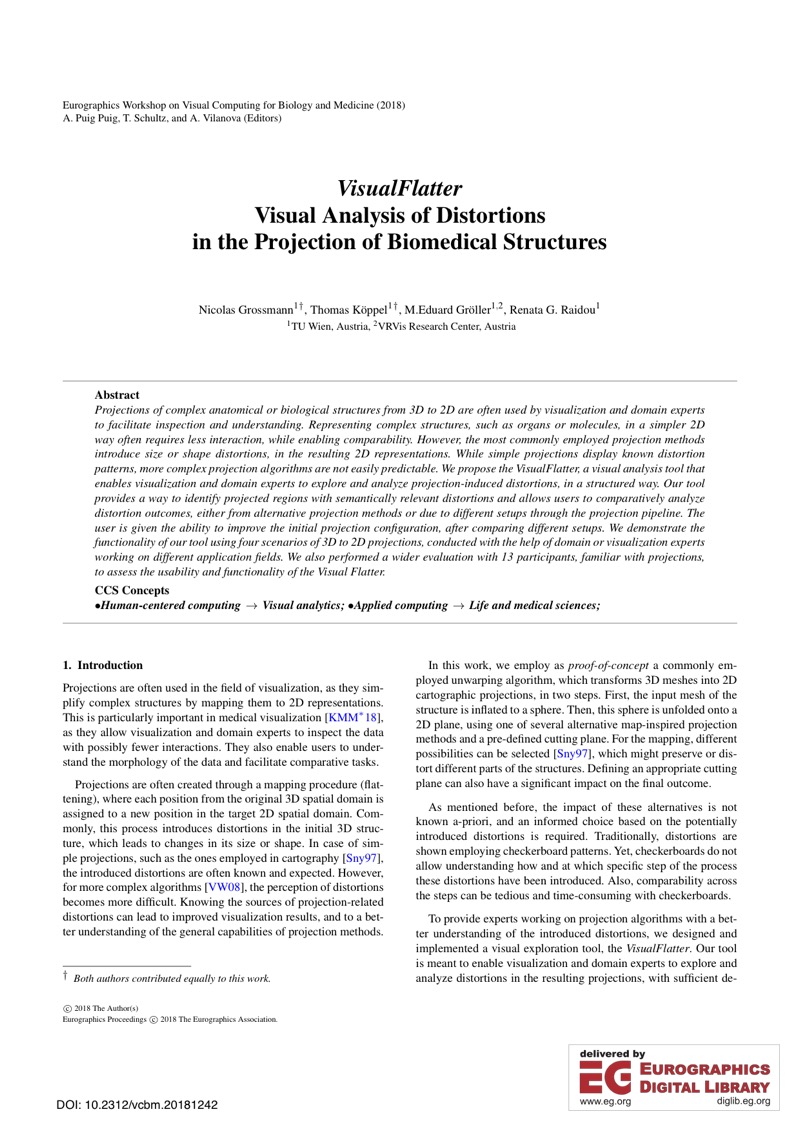 Eurographics Workshop on Visual Computing for Biology and Medicine (2018)
A. Puig Puig, T. Schultz, and A. Vilanova (Editors)
VisualFlatter
Visual Analysis of Distortions
in the Projection of Biomedical Structures
Nicolas Grossmann1†, Thomas Köppel1†, M.Eduard Gröller1,2, Renata G. Raidou1
1TU Wien, Austria, 2VRVis Research Center, Austria
Abstract
Projections of complex anatomical or biological structures from 3D to 2D are often used by visualization and domain experts
to facilitate inspection and understanding. Representing complex structures, such as organs or molecules, in a simpler 2D
way often requires less interaction, while enabling comparability. However, the most commonly employed projection methods
introduce size or shape distortions, in the resulting 2D representations. While simple projections display known distortion
patterns, more complex projection algorithms are not easily predictable. We propose the VisualFlatter, a visual analysis tool that
enables visualization and domain experts to explore and analyze projection-induced distortions, in a structured way. Our tool
provides a way to identify projected regions with semantically relevant distortions and allows users to comparatively analyze
distortion outcomes, either from alternative projection methods or due to different setups through the projection pipeline. The
user is given the ability to improve the initial projection configuration, after comparing different setups. We demonstrate the
functionality of our tool using four scenarios of 3D to 2D projections, conducted with the help of domain or visualization experts
working on different application fields. We also performed a wider evaluation with 13 participants, familiar with projections,
to assess the usability and functionality of the Visual Flatter.
CCS Concepts
•Human-centered computing → Visual analytics; •Applied computing → Life and medical sciences;
1. Introduction
Projections are often used in the field of visualization, as they sim-
plify complex structures by mapping them to 2D representations.
This is particularly important in medical visualization [KMM*18],
as they allow visualization and domain experts to inspect the data
with possibly fewer interactions. They also enable users to under-
stand the morphology of the data and facilitate comparative tasks.
Projections are often created through a mapping procedure (flat-
tening), where each position from the original 3D spatial domain is
assigned to a new position in the target 2D spatial domain. Com-
monly, this process introduces distortions in the initial 3D struc-
ture, which leads to changes in its size or shape. In case of sim-
ple projections, such as the ones employed in cartography [Sny97],
the introduced distortions are often known and expected. However,
for more complex algorithms [VW08], the perception of distortions
becomes more difficult. Knowing the sources of projection-related
distortions can lead to improved visualization results, and to a bet-
ter understanding of the general capabilities of projection methods.
† Both authors contributed equally to this work.
© 2018 The Author(s)
Eurographics Proceedings © 2018 The Eurographics Association.
In this work, we employ as proof-of-concept a commonly em-
ployed unwarping algorithm, which transforms 3D meshes into 2D
cartographic projections, in two steps. First, the input mesh of the
structure is inflated to a sphere. Then, this sphere is unfolded onto a
2D plane, using one of several alternative map-inspired projection
methods and a pre-defined cutting plane. For the mapping, different
possibilities can be selected [Sny97], which might preserve or dis-
tort different parts of the structures. Defining an appropriate cutting
plane can also have a significant impact on the final outcome.
As mentioned before, the impact of these alternatives is not
known a-priori, and an informed choice based on the potentially
introduced distortions is required. Traditionally, distortions are
shown employing checkerboard patterns. Yet, checkerboards do not
allow understanding how and at which specific step of the process
these distortions have been introduced. Also, comparability across
the steps can be tedious and time-consuming with checkerboards.
To provide experts working on projection algorithms with a bet-
ter understanding of the introduced distortions, we designed and
implemented a visual exploration tool, the VisualFlatter. Our tool
is meant to enable visualization and domain experts to explore and
analyze distortions in the resulting projections, with sufficient de-
delivered by
EG EUROGRAPHICS
DIGITAL LIBRARY
www.eg.org diglib.eg.org
DOI: 10.2312/vcbm.20181242